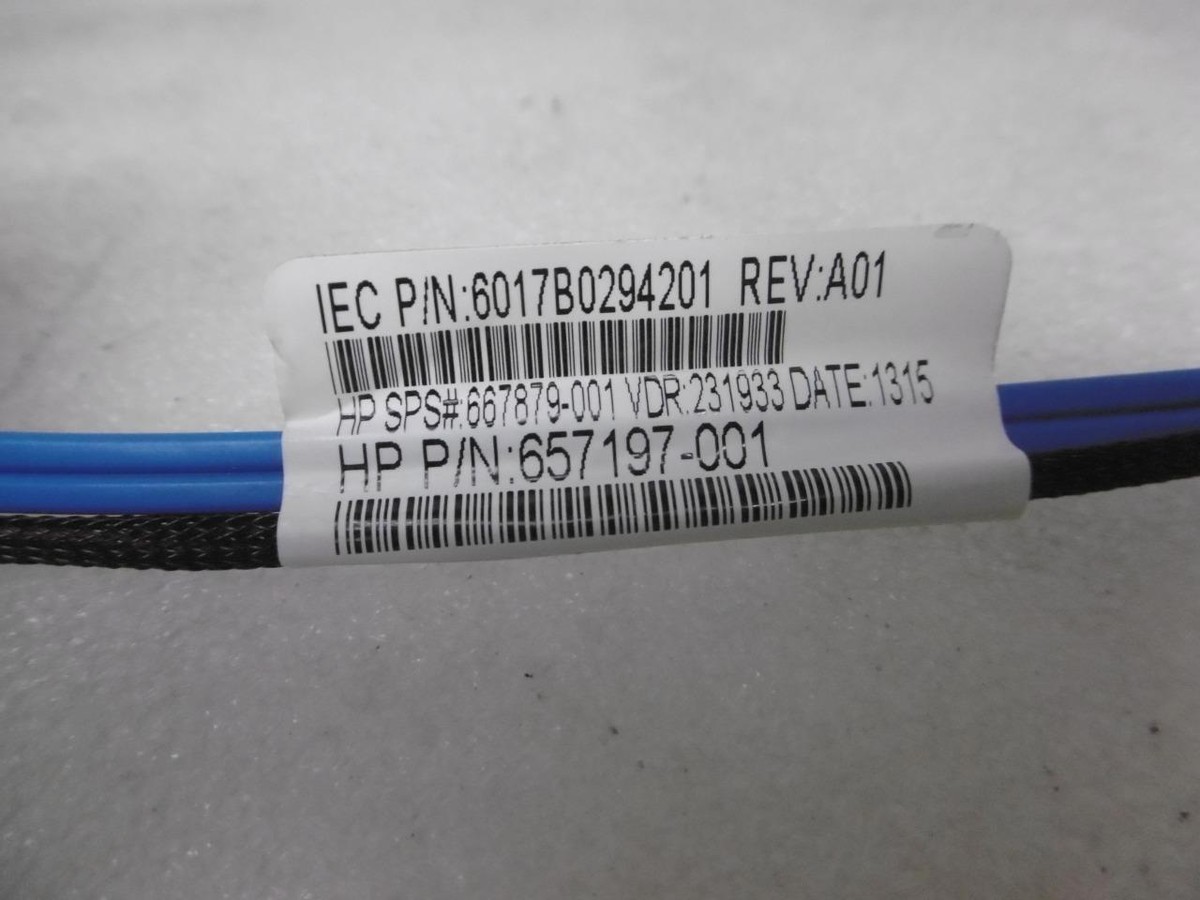 IEC P/N:6017B0294201 REV:A01
HP SPS#:667879-001 VDR:231933 DATE:1315
HP P/N:657197-001